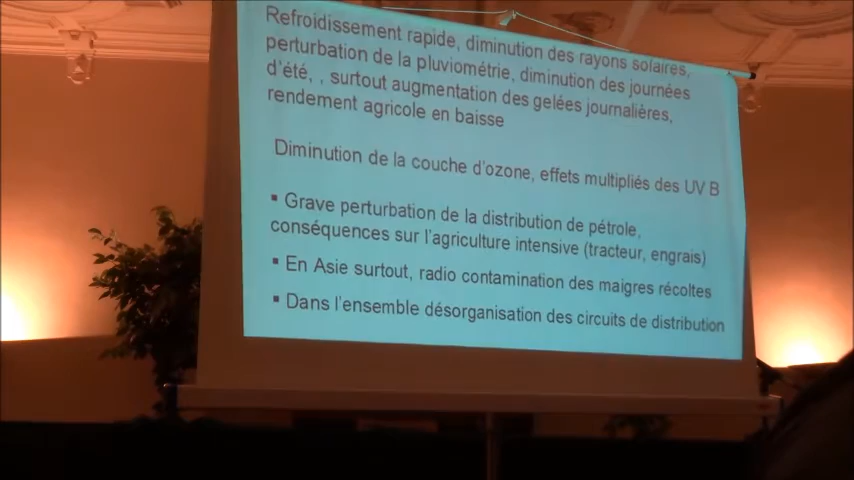 Refroidissement rapide, diminution des rayons solaires,
perturbation de la pluviométrie, diminution des journées
d'été, , surtout augmentation des gelées journalières,
rendement agricole en baisse
Diminution de la couche d'ozone, effets multipliés des UV B
▪ Grave perturbation de la distribution de pétrole,
conséquences sur l'agriculture intensive (tracteur, engrais)
▪ En Asie surtout, radio contamination des maigres récoltes
▪ Dans l'ensemble désorganisation des circuits de distribution